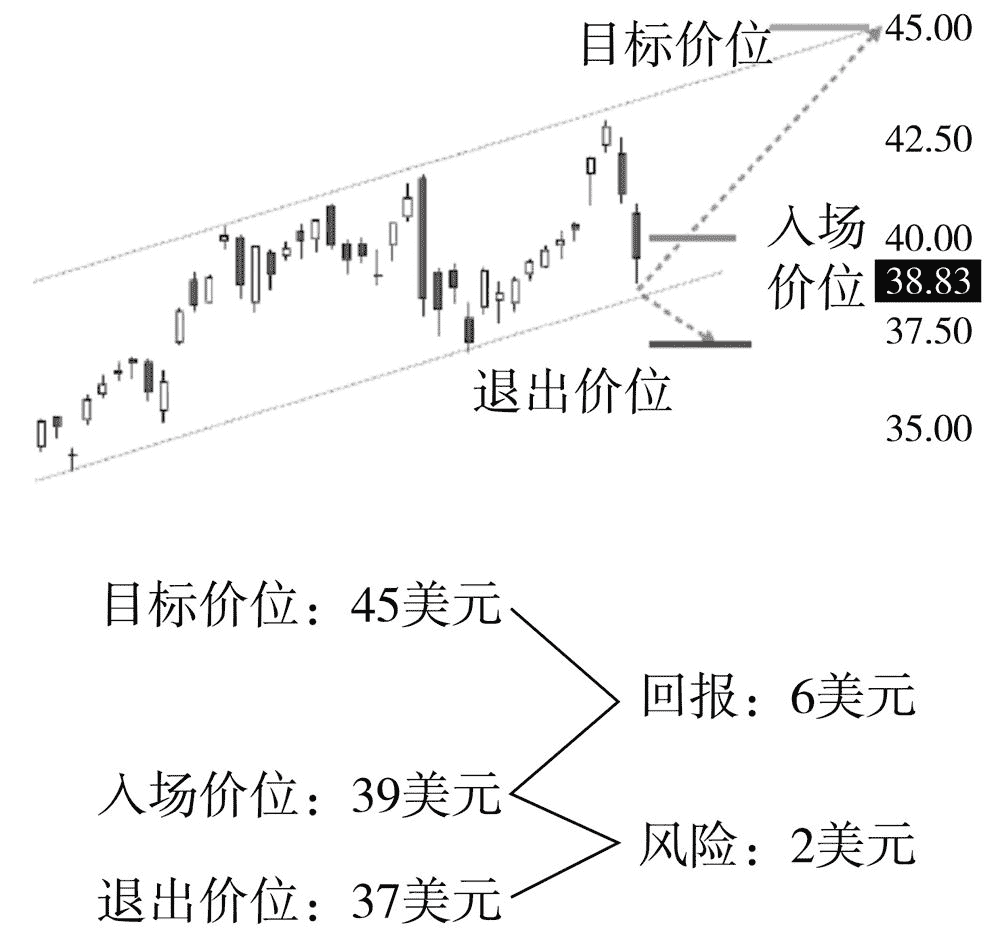 目标价位
45.00
42.50
入场
价位
40.00
38.83
37.50
退出价位
35.00
目标价位：45美元
回报：6美元
入场价位：39美元
风险：2美元
退出价位：37美元